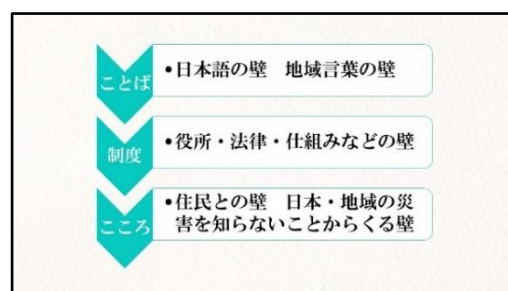 ことば
•日本語の壁　地域言葉の壁
制度
•役所・法律・仕組みなどの壁
こころ
•住民との壁　日本・地域の災
害を知らないことからくる壁